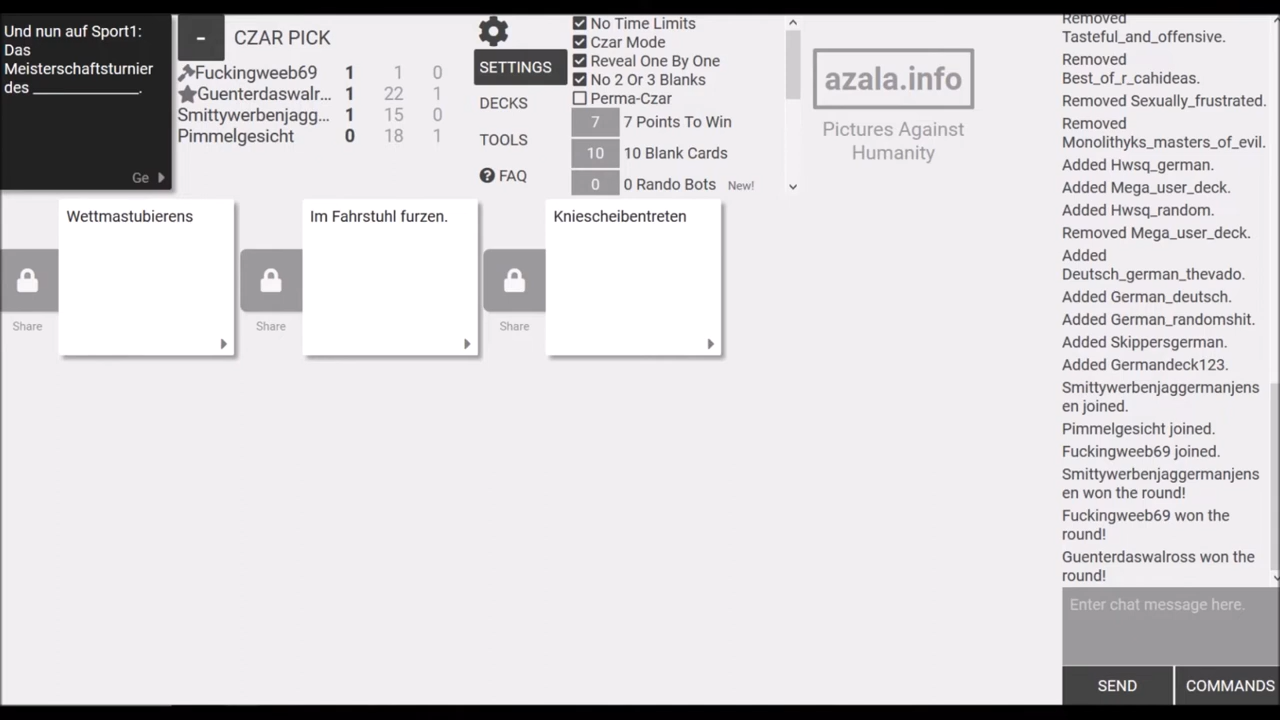 Und nun auf Sport1:
Das
Meisterschaftsturnier
des ______________.
Ge
-
CZAR PICK
Fuckingweeb69 1 1 0
Guenterdaswalr... 1 22 1
Smittywerbenjagg... 1 15 0
Pimmelgesicht 0 18 1
SETTINGS
DECKS
TOOLS
? FAQ
No Time Limits
Czar Mode
Reveal One By One
No 2 Or 3 Blanks
Perma-Czar
7 7 Points To Win
10 10 Blank Cards
0 0 Rando Bots New!
azala.info
Pictures Against
Humanity
Wettmastubierens
Share
Im Fahrstuhl furzen.
Share
Kniescheibentreten
Share
Removed
Tasteful_and_offensive.
Removed
Best_of_r_cahideas.
Removed Sexually_frustrated.
Removed
Monolithyks_masters_of_evil.
Added Hwsq_german.
Added Mega_user_deck.
Added Hwsq_random.
Removed Mega_user_deck.
Added
Deutsch_german_thevado.
Added German_deutsch.
Added German_randomshit.
Added Skippersgerman.
Added Germandeck123.
Smittywerbenjaggermanjens
en joined.
Pimmelgesicht joined.
Fuckingweeb69 joined.
Smittywerbenjaggermanjens
en won the round!
Fuckingweeb69 won the
round!
Guenterdaswalross won the
round!
Enter chat message here.
SEND
COMMANDS